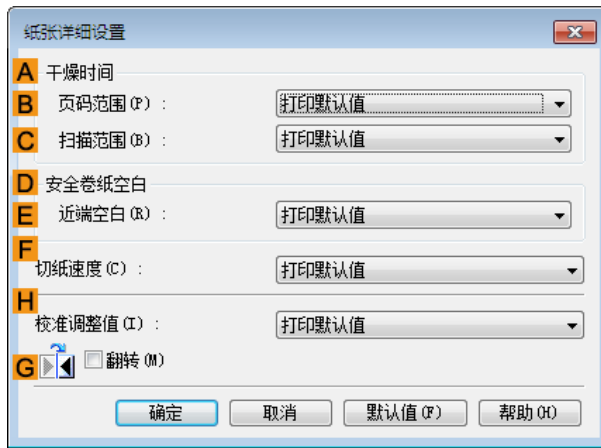 纸张详细设置
A 干燥时间
B 页码范围(P) : 打印默认值
C 扫描范围(B) : 打印默认值
D 安全卷纸空白
E 近端空白(R) : 打印默认值
F
切纸速度(C) : 打印默认值
H
校准调整值(I) : 打印默认值
G 翻转(M)
确定 取消 默认值(F) 帮助(H)